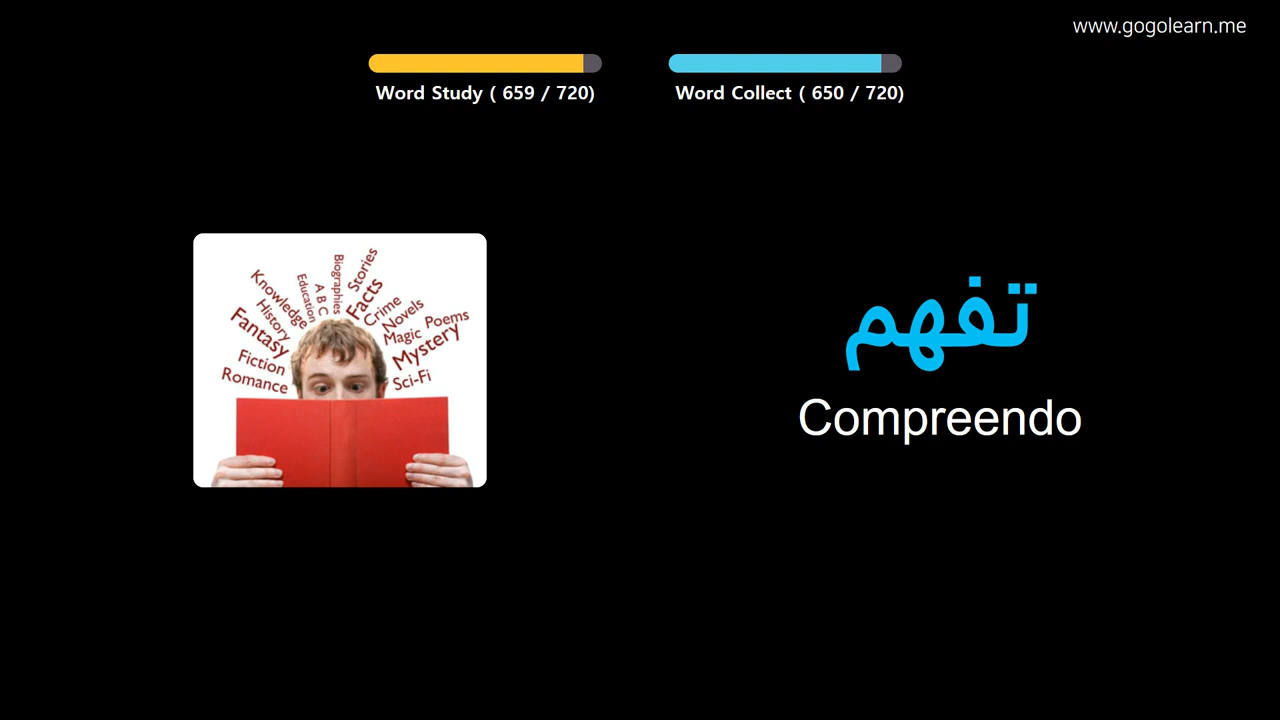 www.gogolearn.me
Word Study ( 659 / 720)
Word Collect ( 650 / 720)
Knowledge
History
Fantasy
Fiction
Romance
Education
A B C
Biographies
Stories
Facts
Crime
Novels
Magic
Poems
Mystery
Sci-Fi
تفهم
Compreendo